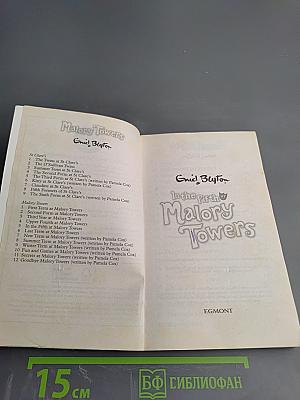 Malory Towers
Enid Blyton
St Clare's
1 The Twins at St Clare's
2 The O'Sullivan Twins
3 Summer Term at St Clare's
4 The Second Form at St Clare's
5 The Third Form at St Clare's (written by Pamela Cox)
6 Kitty at St Clare's (written by Pamela Cox)
7 Claudine at St Clare's
8 Fifth Formers of St Clare's
9 The Sixth Form at St Clare's (written by Pamela Cox)
Malory Towers
1 First Term at Malory Towers
2 Second Form at Malory Towers
3 Third Year at Malory Towers
4 Upper Fourth at Malory Towers
5 In the Fifth at Malory Towers
6 Last Term at Malory Towers
7 New Term at Malory Towers (written by Pamela Cox)
8 Summer Term at Malory Towers (written by Pamela Cox)
9 Winter Term at Malory Towers (written by Pamela Cox)
10 Fun and Games at Malory Towers (written by Pamela Cox)
11 Secrets at Malory Towers (written by Pamela Cox)
12 Goodbye Malory Towers (written by Pamela Cox)
Enid Blyton
In the Fifth at
Malory
Towers
EGMONT
15 СМ
БФ БИБЛИОФАН